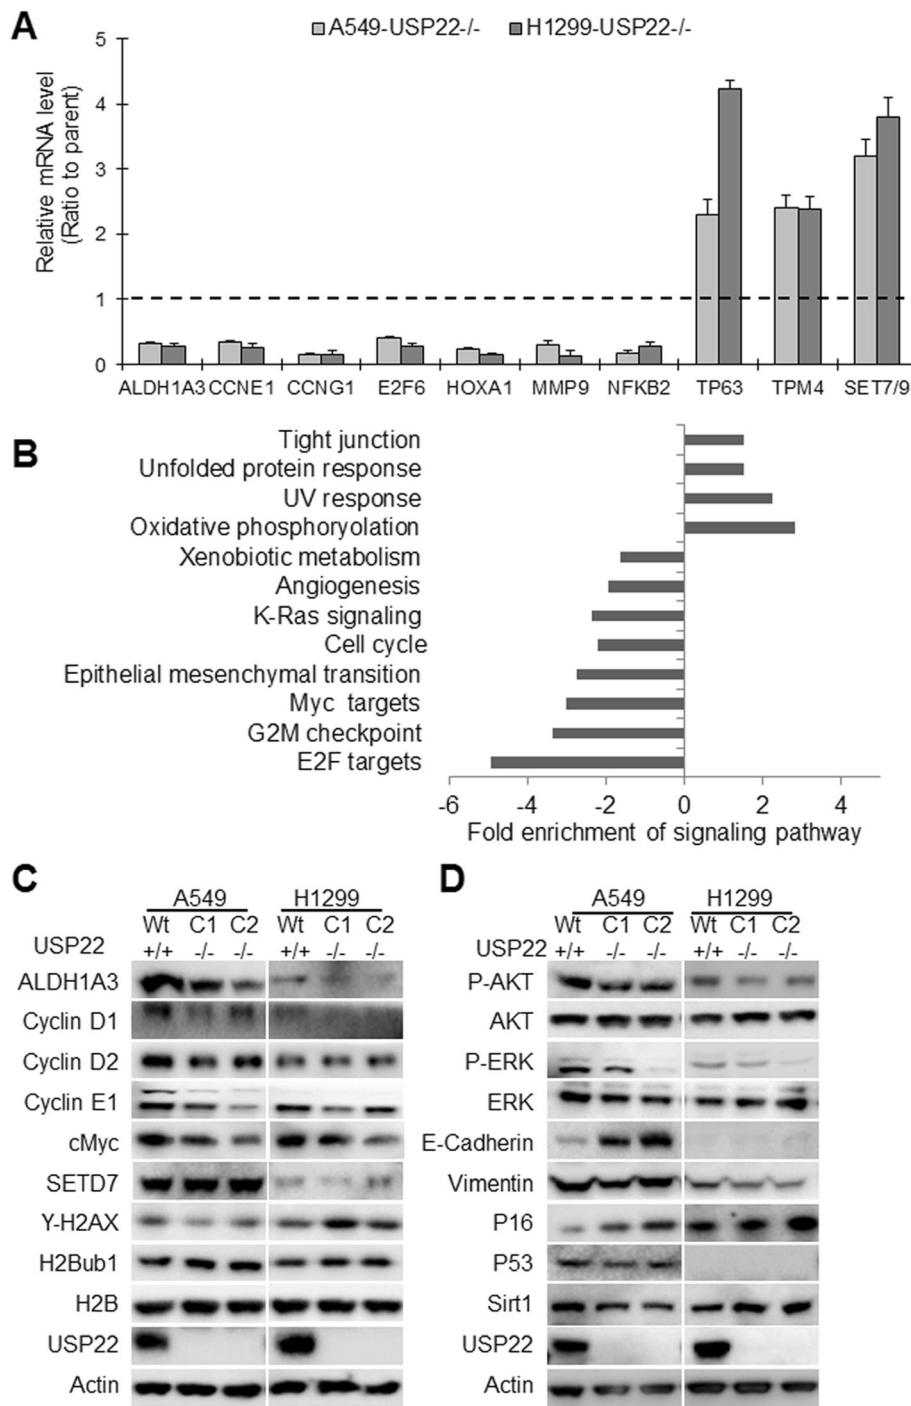 A
A549-USP22-/- H1299-USP22-/-
Relative mRNA level
(Ratio to parent)
5
4
3
2
1
0
ALDH1A3 CCNE1 CCNG1 E2F6 HOXA1 MMP9 NFKB2 TP63 TPM4 SET7/9
B
Tight junction
Unfolded protein response
UV response
Oxidative phosphoryolation
Xenobiotic metabolism
Angiogenesis
K-Ras signaling
Cell cycle
Epithelial mesenchymal transition
Myc targets
G2M checkpoint
E2F targets
-6 -4 -2 0 2 4
Fold enrichment of signaling pathway
C
A549 H1299
Wt C1 C2 Wt C1 C2
USP22 +/+ -/- -/- +/+ -/- -/-
ALDH1A3
Cyclin D1
Cyclin D2
Cyclin E1
cMyc
SETD7
Y-H2AX
H2Bub1
H2B
USP22
Actin
D
A549 H1299
Wt C1 C2 Wt C1 C2
USP22 +/+ -/- -/- +/+ -/- -/-
P-AKT
AKT
P-ERK
ERK
E-Cadherin
Vimentin
P16
P53
Sirt1
USP22
Actin